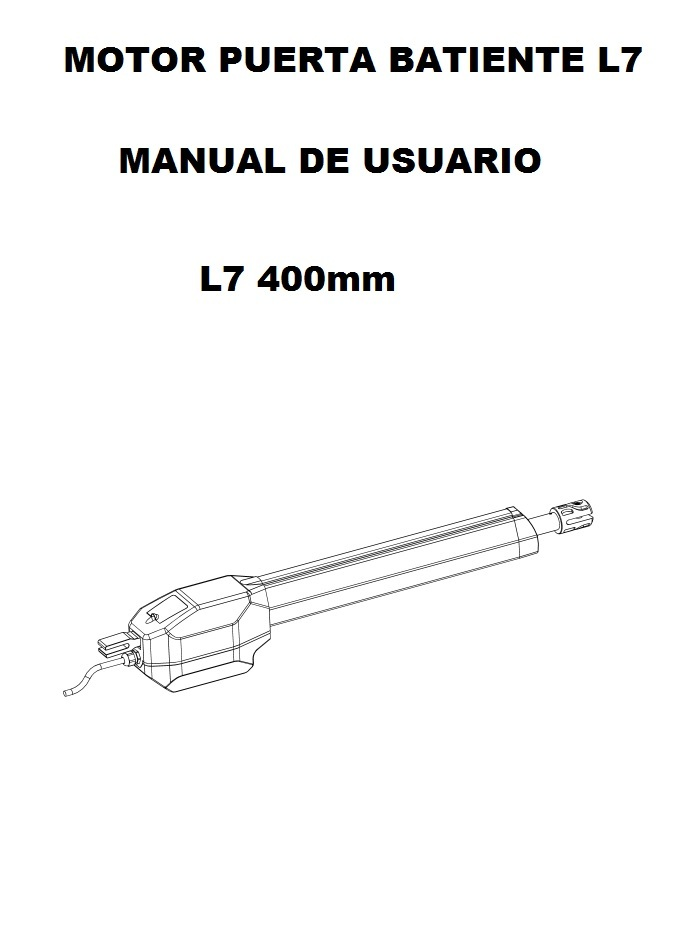 MOTOR PUERTA BATIENTE L7
MANUAL DE USUARIO
L7 400mm